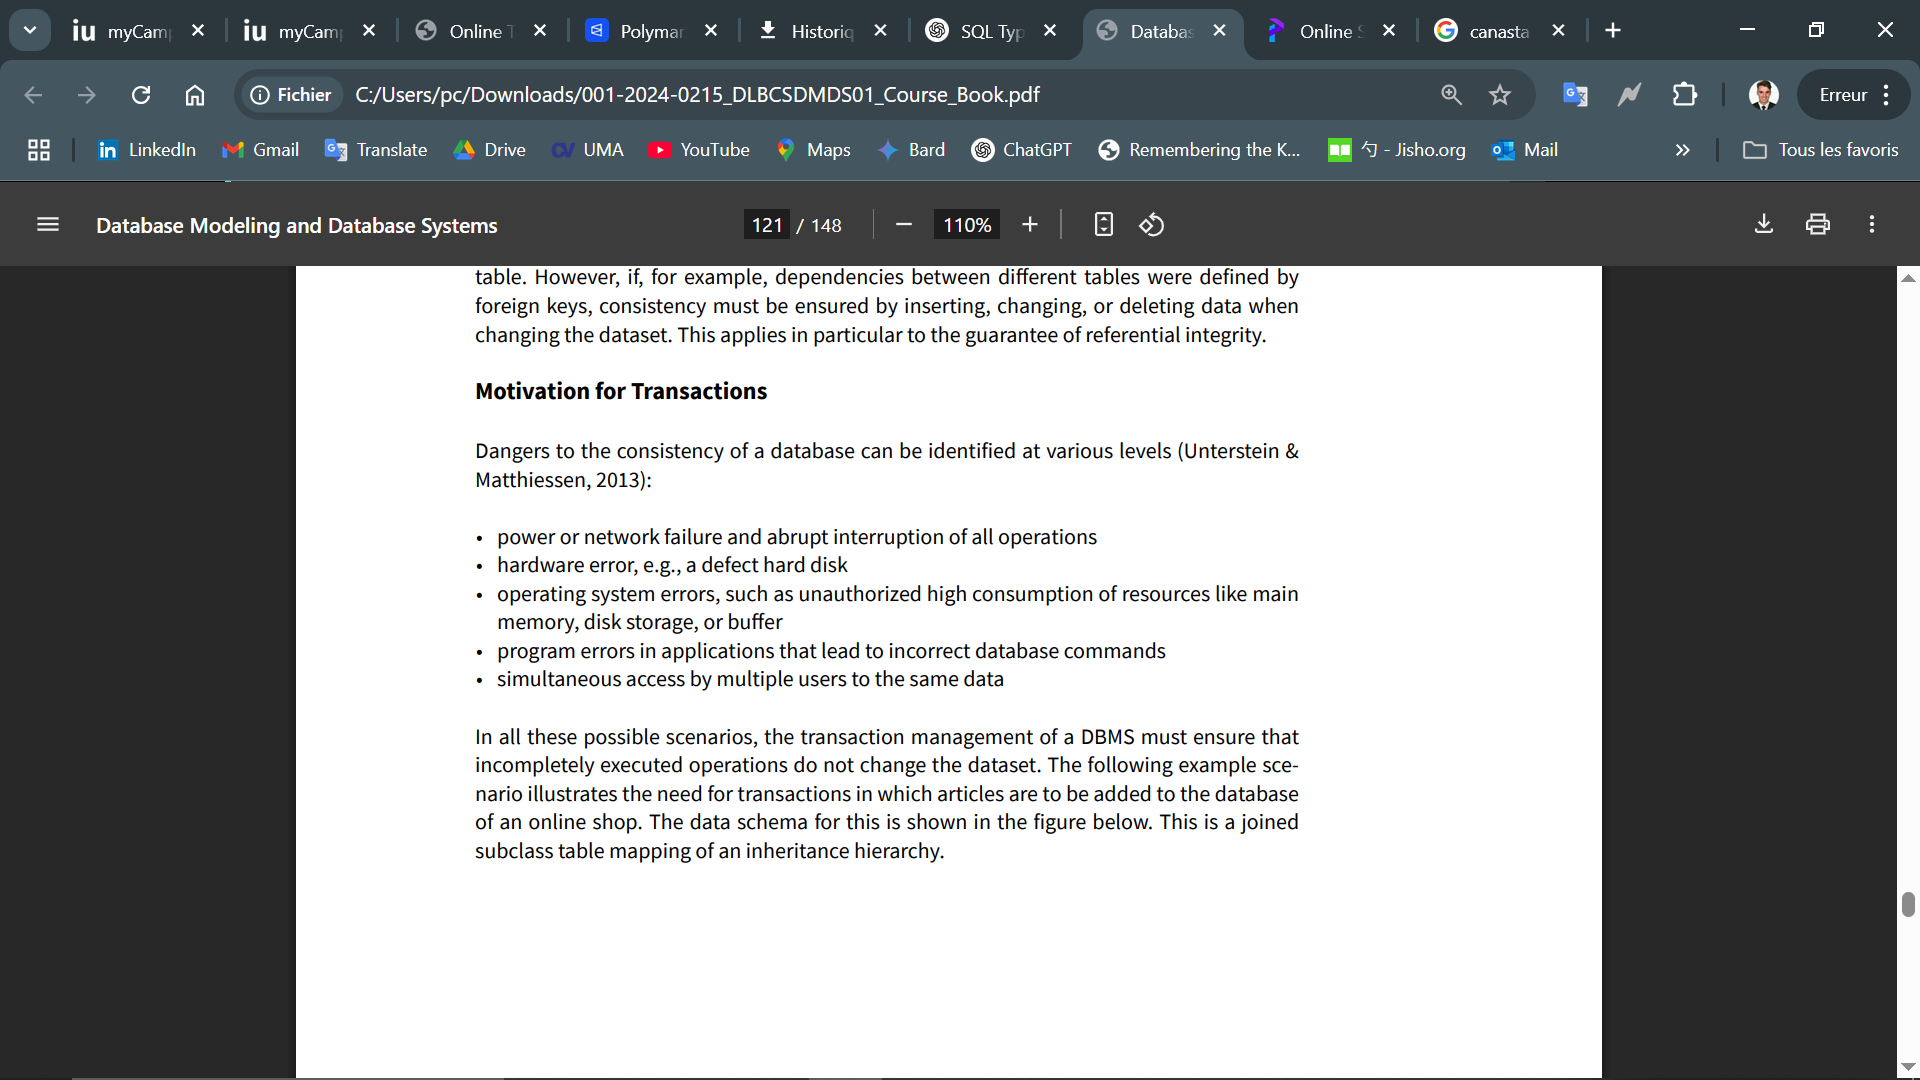 iu myCam
iu myCam
Online T
Polymar
Historiq
SQL Typ
Databas
Online S
canasta
Fichier
C:/Users/pc/Downloads/001-2024-0215_DLBCSDMDS01_Course_Book.pdf
Erreur
LinkedIn
Gmail
Translate
Drive
UMA
YouTube
Maps
Bard
ChatGPT
Remembering the K...
勺 - Jisho.org
Mail
Tous les favoris
Database Modeling and Database Systems
121 / 148
110%
table. However, if, for example, dependencies between different tables were defined by
foreign keys, consistency must be ensured by inserting, changing, or deleting data when
changing the dataset. This applies in particular to the guarantee of referential integrity.
Motivation for Transactions
Dangers to the consistency of a database can be identified at various levels (Unterstein &
Matthiessen, 2013):
• power or network failure and abrupt interruption of all operations
• hardware error, e.g., a defect hard disk
• operating system errors, such as unauthorized high consumption of resources like main
memory, disk storage, or buffer
• program errors in applications that lead to incorrect database commands
• simultaneous access by multiple users to the same data
In all these possible scenarios, the transaction management of a DBMS must ensure that
incompletely executed operations do not change the dataset. The following example sce-
nario illustrates the need for transactions in which articles are to be added to the database
of an online shop. The data schema for this is shown in the figure below. This is a joined
subclass table mapping of an inheritance hierarchy.